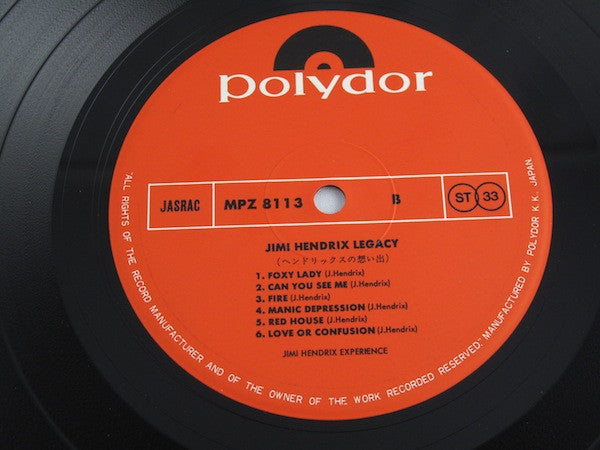 polydor
JASRAC MPZ 8113 B ST 33
JIMI HENDRIX LEGACY
(ヘンドリックスの想い出)
1. FOXY LADY (J.Hendrix)
2. CAN YOU SEE ME (J.Hendrix)
3. FIRE (J.Hendrix)
4. MANIC DEPRESSION (J.Hendrix)
5. RED HOUSE (J.Hendrix)
6. LOVE OR CONFUSION (J.Hendrix)
JIMI HENDRIX EXPERIENCE
"ALL RIGHTS OF THE RECORD MANUFACTURER AND OF THE OWNER OF THE WORK RECORDED RESERVED" MANUFACTURED BY POLYDOR K.K. JAPAN.